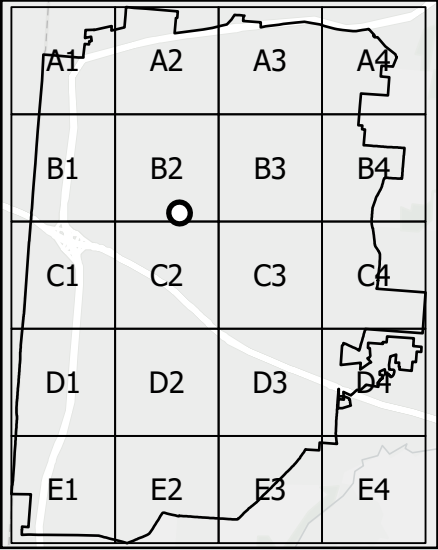 A1 A2 A3 A4
B1 B2 B3 B4
C1 C2 C3 C4
D1 D2 D3 D4
E1 E2 E3 E4